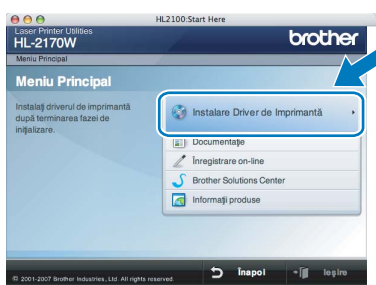 HL2100:Start Here
Laser Printer Utilities
HL-2170W
brother
Meniu Principal
Meniu Principal
Instalaţi driverul de imprimantă
după terminarea fazei de
iniţializare.
Instalare Driver de Imprimantă
Documentaţie
Înregistrare on-line
Brother Solutions Center
Informaţii produse
© 2001-2007 Brother Industries, Ltd. All rights reserved.
Înapoi
Ieşire